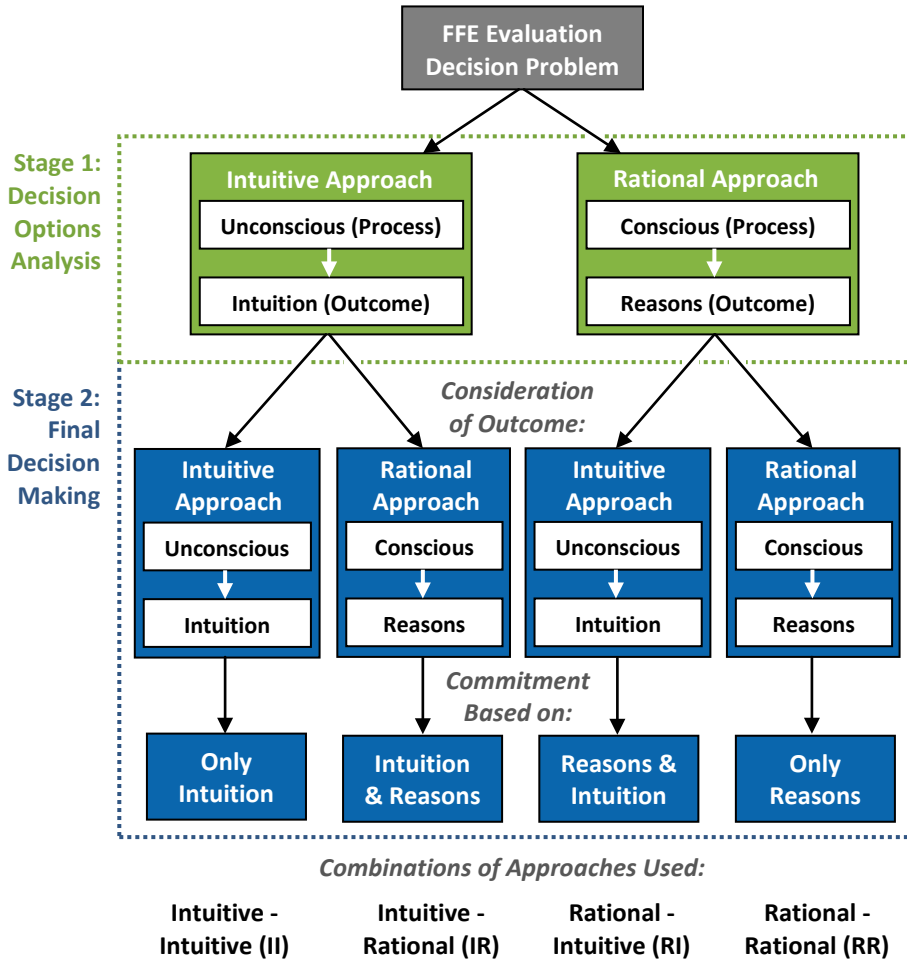 FFE Evaluation
Decision Problem
Stage 1:
Decision
Options
Analysis
Intuitive Approach
Unconscious (Process)
Intuition (Outcome)
Rational Approach
Conscious (Process)
Reasons (Outcome)
Stage 2:
Final
Decision
Making
Consideration
of Outcome:
Intuitive
Approach
Unconscious
Intuition
Rational
Approach
Conscious
Reasons
Intuitive
Approach
Unconscious
Intuition
Rational
Approach
Conscious
Reasons
Commitment
Based on:
Only
Intuition
Intuition
& Reasons
Reasons &
Intuition
Only
Reasons
Combinations of Approaches Used:
Intuitive -
Intuitive (II)
Intuitive -
Rational (IR)
Rational -
Intuitive (RI)
Rational -
Rational (RR)